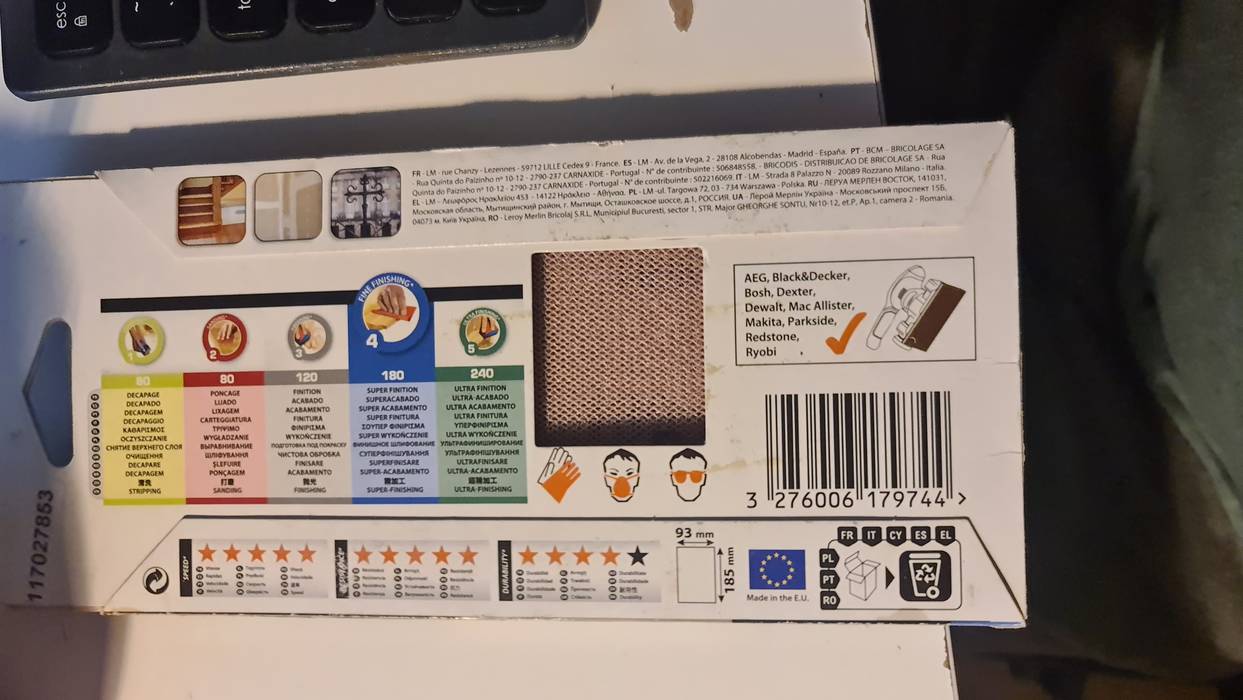 esc
FR - LM - rue Chanzy - Lezennes - 59712 LILLE Cedex 9 - France. ES - LM - Av. de la Vega, 2 - 28108 Alcobendas - Madrid - España. PT - BCM – BRICOLAGE SA
- Rua Quinta do Paizinho nº 10-12 - 2790-237 CARNAXIDE - Portugal - N° de contribuinte : 506848558. - BRICODIS - DISTRIBUICAO DE BRICOLAGE SA - Rua
Quinta do Paizinho nº 10-12 - 2790-237 CARNAXIDE - Portugal - N° de contribuinte : 502216069. IT - LM - Strada 8 Palazzo N - 20089 Rozzano Milano - Italia.
EL - LM - Λεωφόρος Ηρακλείου 453 - 14122 Ηράκλειο - Αθήνα. PL - LM -ul. Targowa 72, 03 - 734 Warszawa - Polska. RU - ЛЕРУА МЕРЛЕН ВОСТОК, 141031,
Московская область, Мытищинский район, г. Мытищи, Осташковское шоссе, д.1, РОССИЯ. UA - Лерой Мерлін Україна - Московський проспект 15Б,
04073 м. Київ Україна, RO - Leroy Merlin Bricolaj S.R.L, Municipiul Bucuresti, sector 1, STR. Major GHEORGHE SONTU, Nr10-12, et.P, Ap.1, camera 2 - Romania.
FINE FINISHING*
1
2
3
4
5
80
80
120
180
240
DECAPAGE
DECAPADO
DECAPAGEM
DECAPAGGIO
ΚΑΘΑΡΙΣΜΟΣ
OCZYSZCZANIE
СНЯТИЕ ВЕРХНЕГО СЛОЯ
ОЧИЩЕННЯ
DECAPARE
DECAPAGEM
STRIPPING
PONCAGE
LIJADO
LIXAGEM
CARTEGGIATURA
ΤΡΙΨΙΜΟ
WYGŁADZANIE
ВЫРАВНИВАНИЕ
ШЛІФУВАННЯ
SLEFUIRE
PONÇAGEM
打磨
SANDING
FINITION
ACABADO
ACABAMENTO
FINITURA
ΦΙΝΙΡΙΣΜΑ
WYKOŃCZENIE
ПОДГОТОВКА ПОД ПОКРАСКУ
ЧИСТОВА ОБРОБКА
FINISARE
ACABAMENTO
抛光
FINISHING
SUPER FINITION
SUPERACABADO
SUPER ACABAMENTO
SUPER FINITURA
ΣΟΥΠΕΡ ΦΙΝΙΡΙΣΜΑ
SUPER WYKOŃCZENIE
ФИНИШНОЕ ШЛИФОВАНИЕ
СУПЕРФІНІШУВАННЯ
SUPERFINISARE
SUPER-ACABAMENTO
SUPER-FINISHING
ULTRA FINITION
ULTRA-ACABADO
ULTRA ACABAMENTO
ULTRA FINITURA
ΥΠΕΡΦΙΝΙΡΙΣΜΑ
ULTRA WYKOŃCZENIE
УЛЬТРАФИНИШИРОВАНИЕ
УЛЬТРАФІНІШУВАННЯ
ULTRAFINISARE
ULTRA-ACABAMENTO
ULTRA-FINISHING
AEG, Black&Decker,
Bosh, Dexter,
Dewalt, Mac Allister,
Makita, Parkside,
Redstone,
Ryobi
3 276006 179744 >
117027853
SPEED*
DURABILITY*
93 mm
185 mm
Made in the E.U.
FR IT CY ES EL
PL
PT
RO